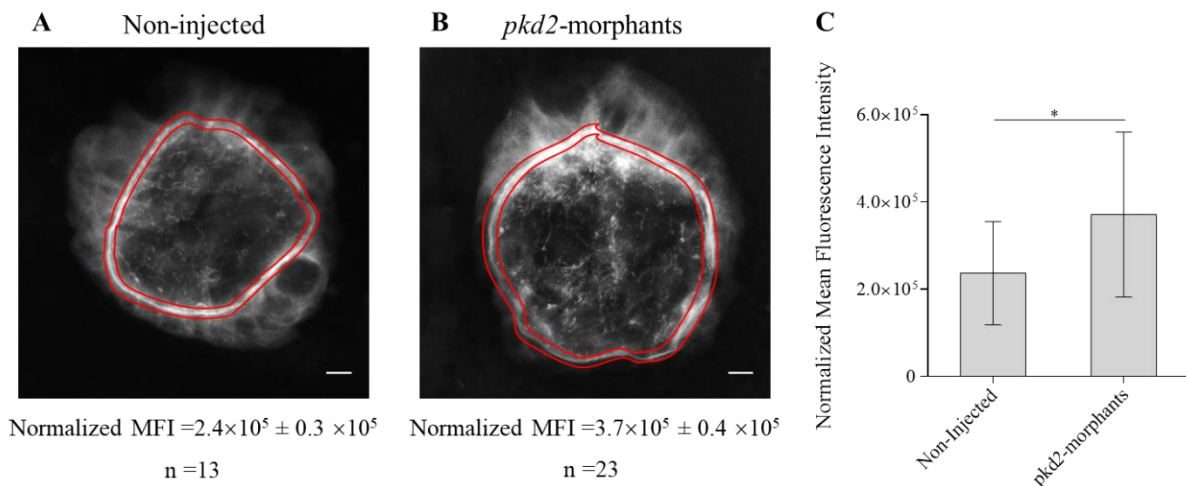 A
Non-injected
Normalized MFI =2.4×10⁵ ± 0.3 ×10⁵
n =13
B
pkd2-morphants
Normalized MFI =3.7×10⁵ ± 0.4 ×10⁵
n =23
C
Normalized Mean Fluorescence Intensity
6.0×10⁵
4.0×10⁵
2.0×10⁵
0
*
Non-Injected
pkd2-morphants